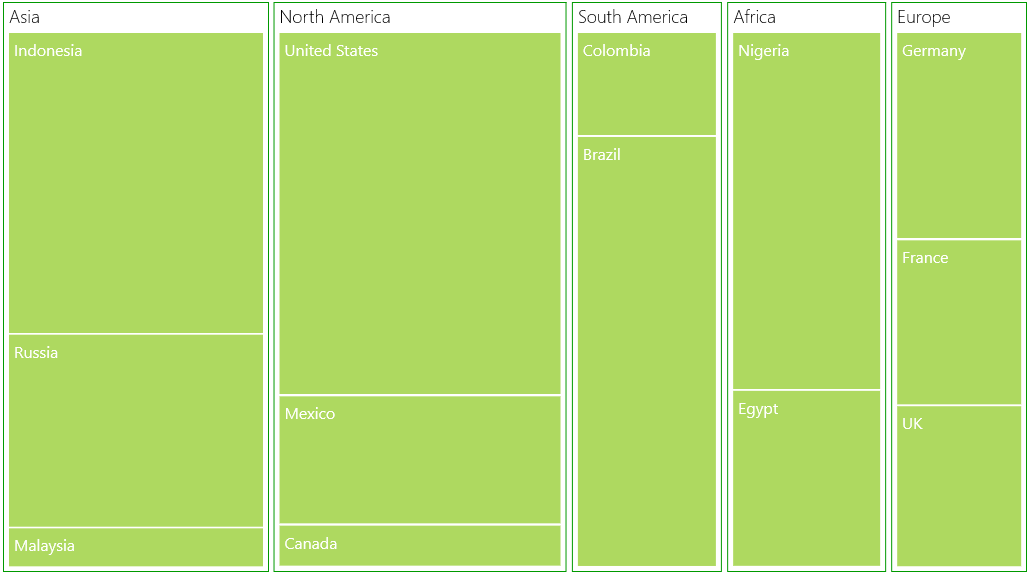 Asia
Indonesia
Russia
Malaysia
North America
United States
Mexico
Canada
South America
Colombia
Brazil
Africa
Nigeria
Egypt
Europe
Germany
France
UK